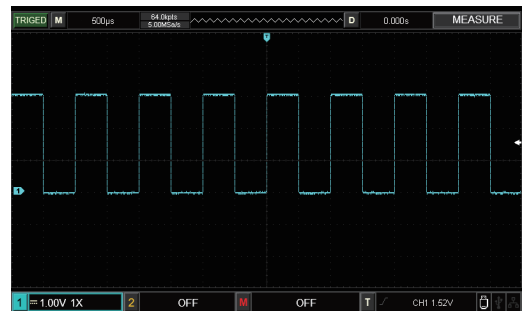 TRIGED M 500μs 64.0kpts D 0.000s MEASURE
5.00MSa/s
T
1
1 1.00V 1X 2 OFF M OFF T CH1 1.52V